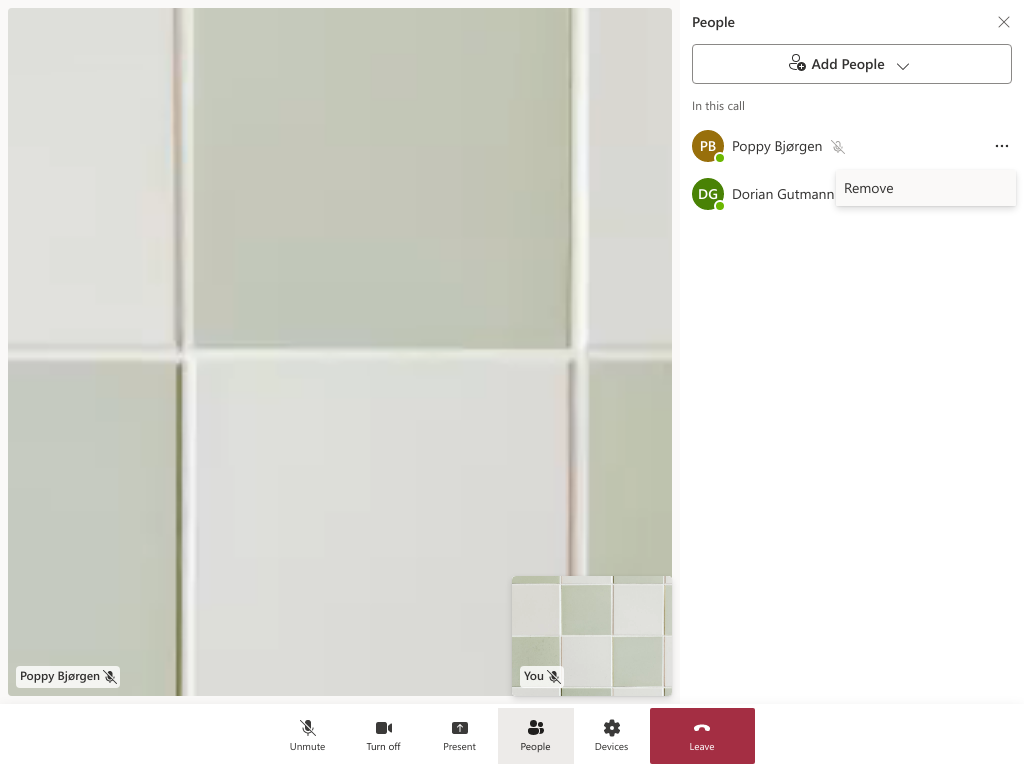 People
Add People
In this call
PB Poppy Bjørgen
Remove
DG Dorian Gutmann
Poppy Bjørgen
You
Unmute
Turn off
Present
People
Devices
Leave